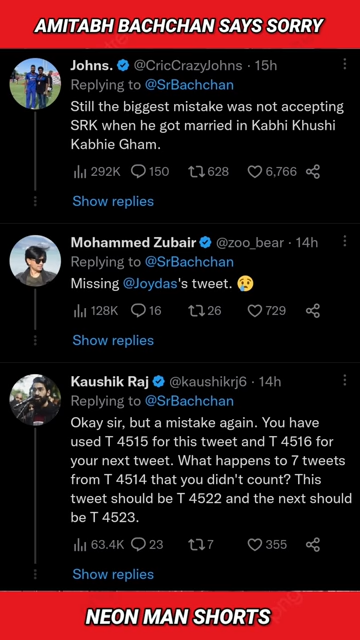 AMITABH BACHCHAN SAYS SORRY
Johns. @CricCrazyJohns · 15h
Replying to @SrBachchan
Still the biggest mistake was not accepting
SRK when he got married in Kabhi Khushi
Kabhie Gham.
292K 150 628 6,766
Show replies
Mohammed Zubair @zoo_bear · 14h
Replying to @SrBachchan
Missing @Joydas's tweet. 😢
128K 16 26 729
Show replies
Kaushik Raj @kaushikrj6 · 14h
Replying to @SrBachchan
Okay sir, but a mistake again. You have
used T 4515 for this tweet and T 4516 for
your next tweet. What happens to 7 tweets
from T 4514 that you didn't count? This
tweet should be T 4522 and the next should
be T 4523.
63.4K 23 7 355
Show replies
NEON MAN SHORTS